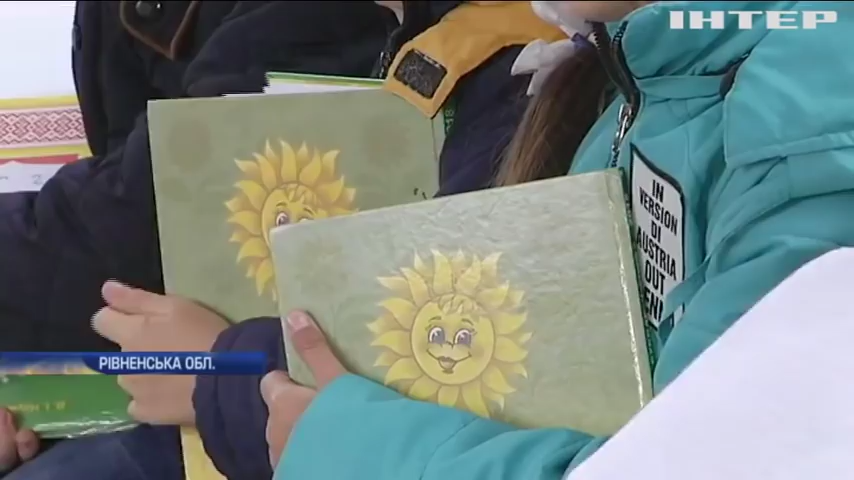 ІНТЕР
IN
VERSION
DI
AUSTRIA
OUT
РІВНЕНСЬКА ОБЛ.